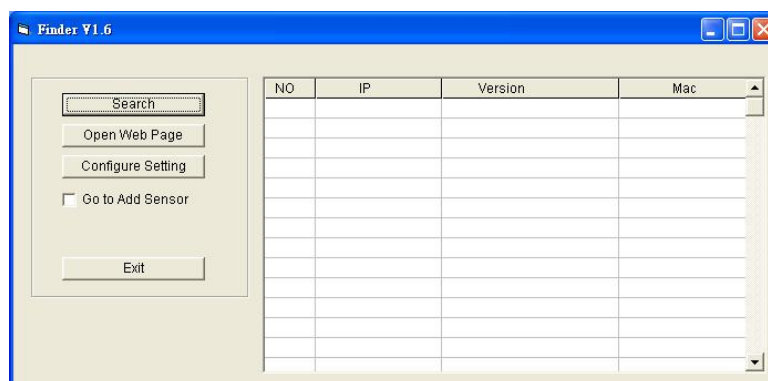 Finder V1.6
Search
Open Web Page
Configure Setting
Go to Add Sensor
Exit
NO IP Version Mac